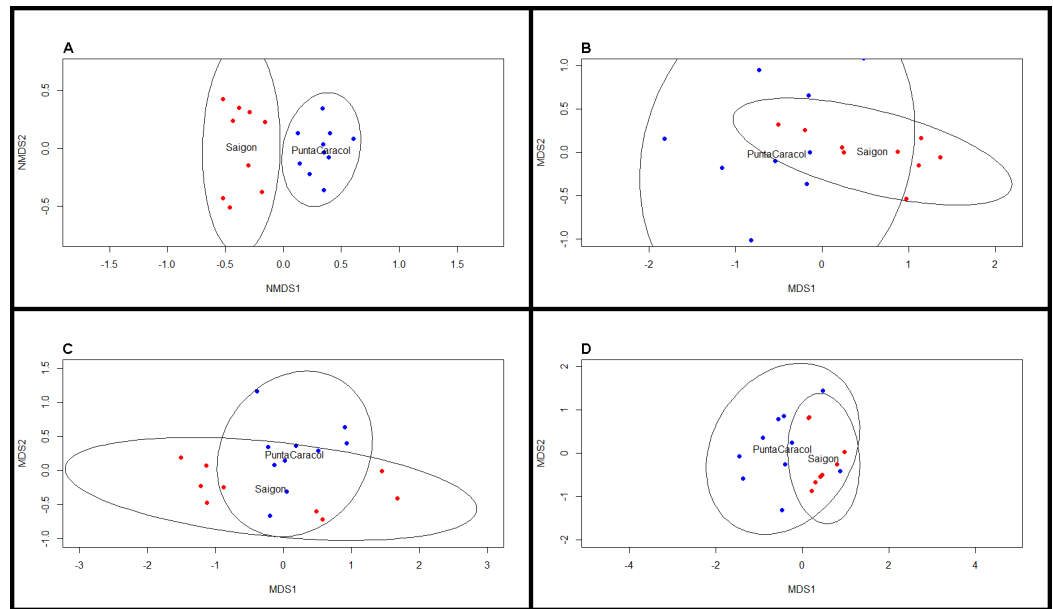 A
0.5
0.0
-0.5
NMDS2
Saigon
PuntaCaracol
-1.5 -1.0 -0.5 0.0 0.5 1.0 1.5
NMDS1
B
1.0
0.5
0.0
-0.5
-1.0
MDS2
PuntaCaracol
Saigon
-2 -1 0 1 2
MDS1
C
1.5
1.0
0.5
0.0
-0.5
-1.0
MDS2
PuntaCaracol
Saigon
-3 -2 -1 0 1 2 3
MDS1
D
2
1
0
-1
-2
MDS2
PuntaCaracol
Saigon
-4 -2 0 2 4
MDS1